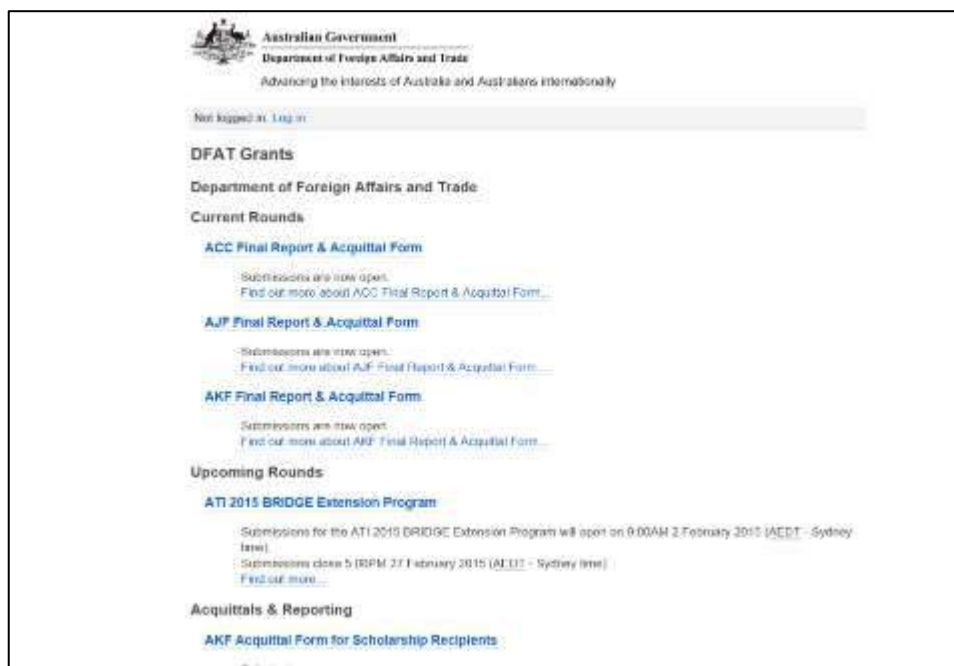 Australian Government
Department of Foreign Affairs and Trade
Advancing the interests of Australia and Australians internationally
Not logged in. Log in
DFAT Grants
Department of Foreign Affairs and Trade
Current Rounds
ACC Final Report & Acquittal Form
Submissions are now open.
Find out more about ACC Final Report & Acquittal Form...
AJF Final Report & Acquittal Form
Submissions are now open.
Find out more about AJF Final Report & Acquittal Form...
AKF Final Report & Acquittal Form
Submissions are now open.
Find out more about AKF Final Report & Acquittal Form...
Upcoming Rounds
ATI 2015 BRIDGE Extension Program
Submissions for the ATI 2015 BRIDGE Extension Program will open on 9:00AM 2 February 2015 (AEDT - Sydney
time)
Submissions close 5:00PM 27 February 2015 (AEDT - Sydney time)
Find out more...
Acquittals & Reporting
AKF Acquittal Form for Scholarship Recipients